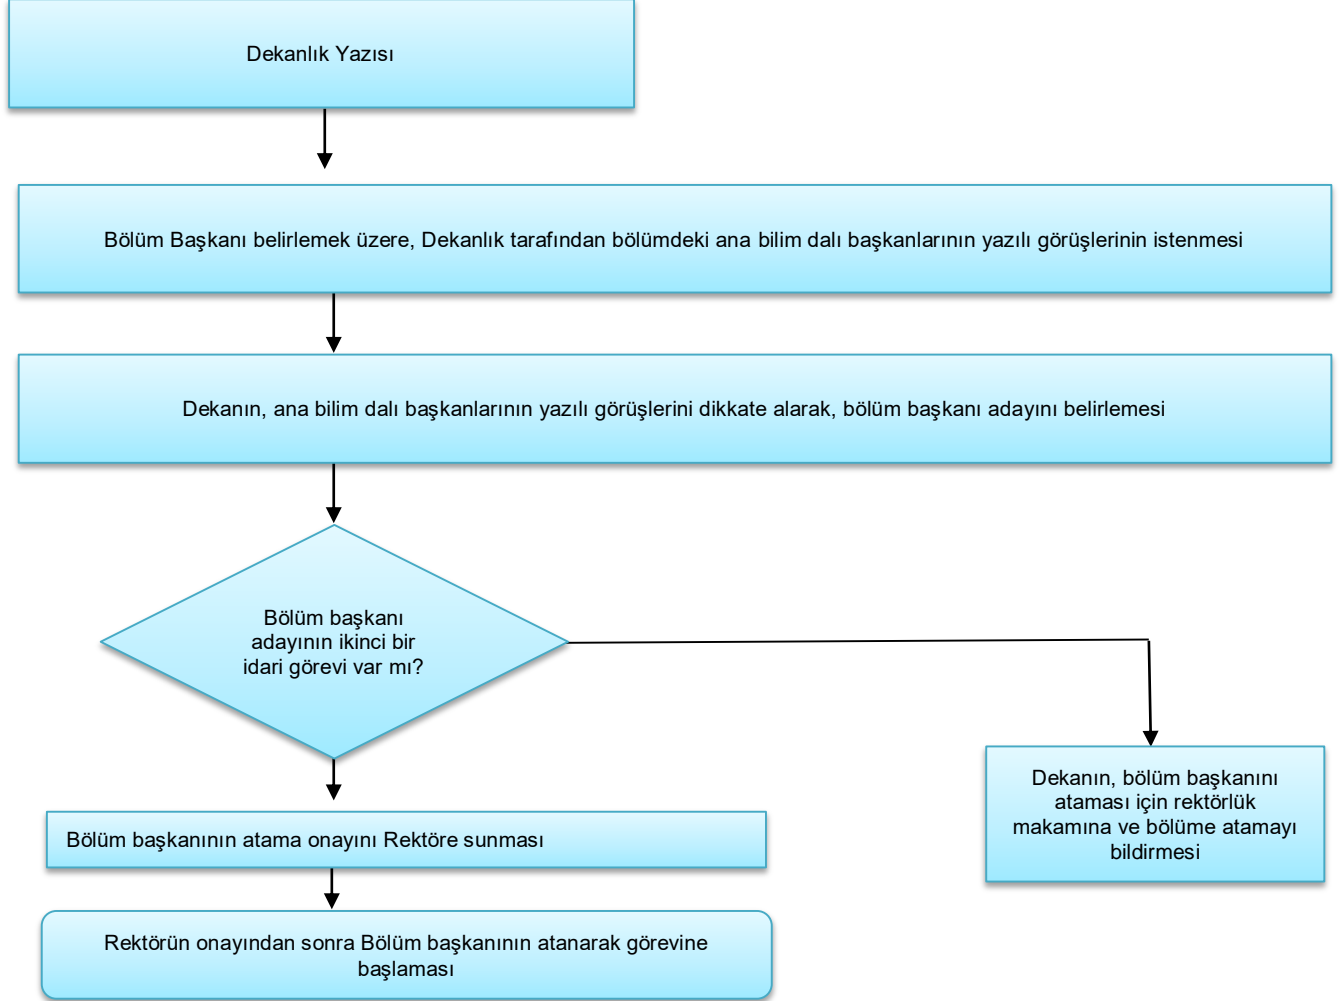 Dekanlık Yazısı
Bölüm Başkanı belirlemek üzere, Dekanlık tarafından bölümdeki ana bilim dalı başkanlarının yazılı görüşlerinin istenmesi
Dekanın, ana bilim dalı başkanlarının yazılı görüşlerini dikkate alarak, bölüm başkanı adayını belirlemesi
Bölüm başkanı
adayının ikinci bir
idari görevi var mı?
Dekanın, bölüm başkanını
ataması için rektörlük
makamına ve bölüme atamayı
bildirmesi
Bölüm başkanının atama onayını Rektöre sunması
Rektörün onayından sonra Bölüm başkanının atanarak görevine
başlaması